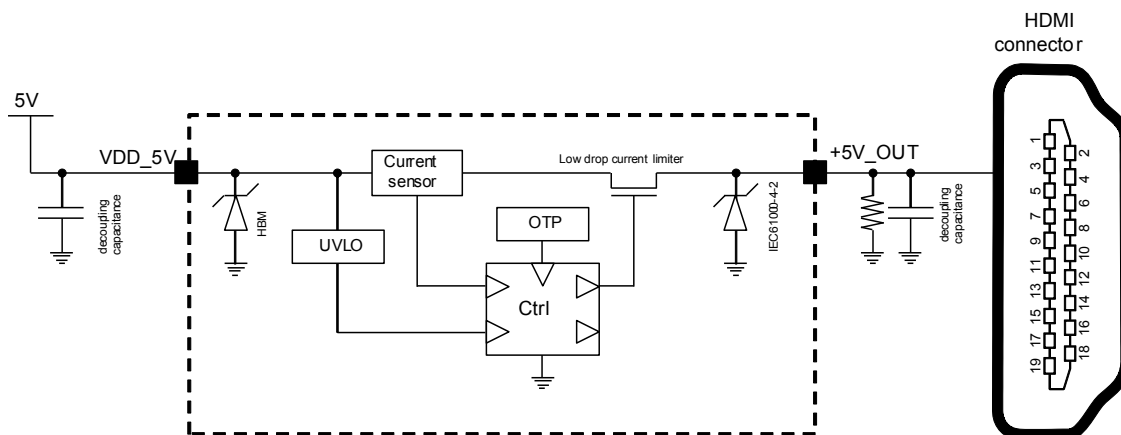 HDMI
connector
5V
VDD_5V
decoupling
capacitance
HBM
UVLO
Current
sensor
OTP
Ctrl
Low drop current limiter
IEC61000-4-2
+5V_OUT
decoupling
capacitance
1
3
5
7
9
11
13
15
17
19
2
4
6
8
10
12
14
16
18